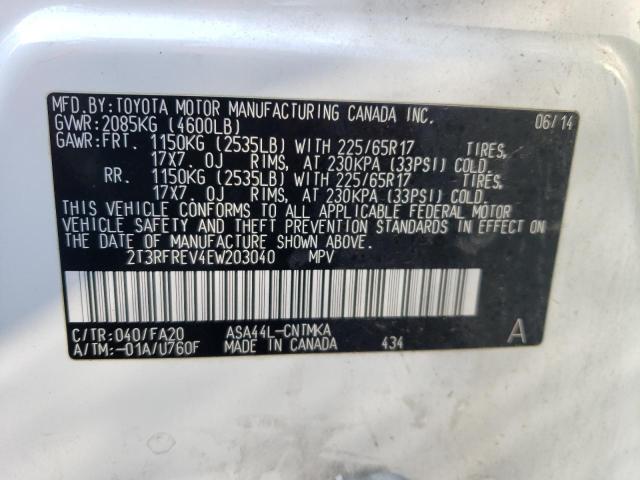 MFD.BY:TOYOTA MOTOR MANUFACTURING CANADA INC. 06/14
GVWR:2085KG (4600LB)
GAWR:FRT. 1150KG (2535LB) WITH 225/65R17 TIRES,
17X7.0J RIMS, AT 230KPA (33PSI) COLD.
RR. 1150KG (2535LB) WITH 225/65R17 TIRES,
17X7.0J RIMS, AT 230KPA (33PSI) COLD.
THIS VEHICLE CONFORMS TO ALL APPLICABLE FEDERAL MOTOR
VEHICLE SAFETY AND THEFT PREVENTION STANDARDS IN EFFECT ON
THE DATE OF MANUFACTURE SHOWN ABOVE.
2T3RFREV4EW203040 MPV
C/TR:040/FA20 ASA44L-CNTMKA
A/TM:-01A/U760F MADE IN CANADA 434 A